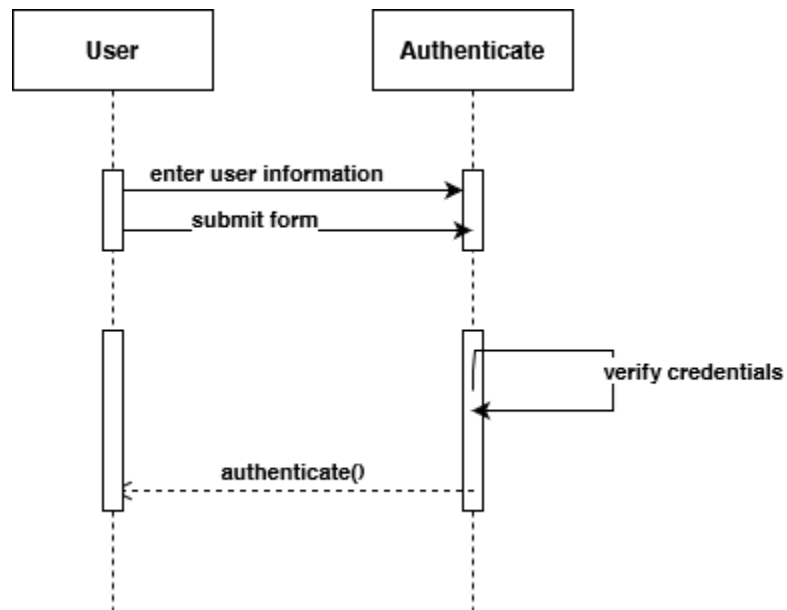 User
Authenticate
enter user information
submit form
verify credentials
authenticate()